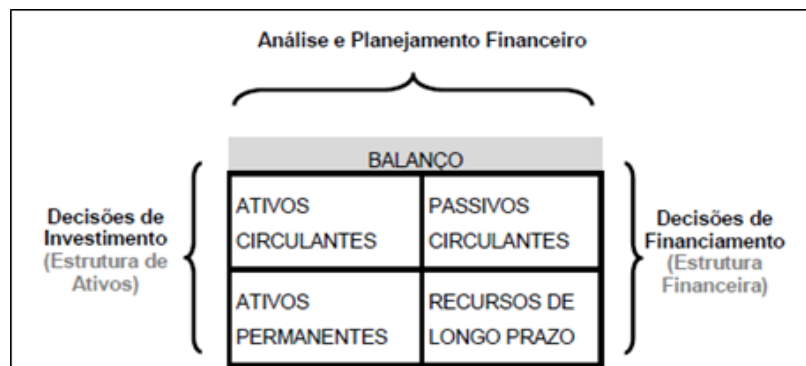 Análise e Planejamento Financeiro
BALANÇO
Decisões de
Investimento
(Estrutura de
Ativos)
ATIVOS
CIRCULANTES
PASSIVOS
CIRCULANTES
ATIVOS
PERMANENTES
RECURSOS DE
LONGO PRAZO
Decisões de
Financiamento
(Estrutura
Financeira)